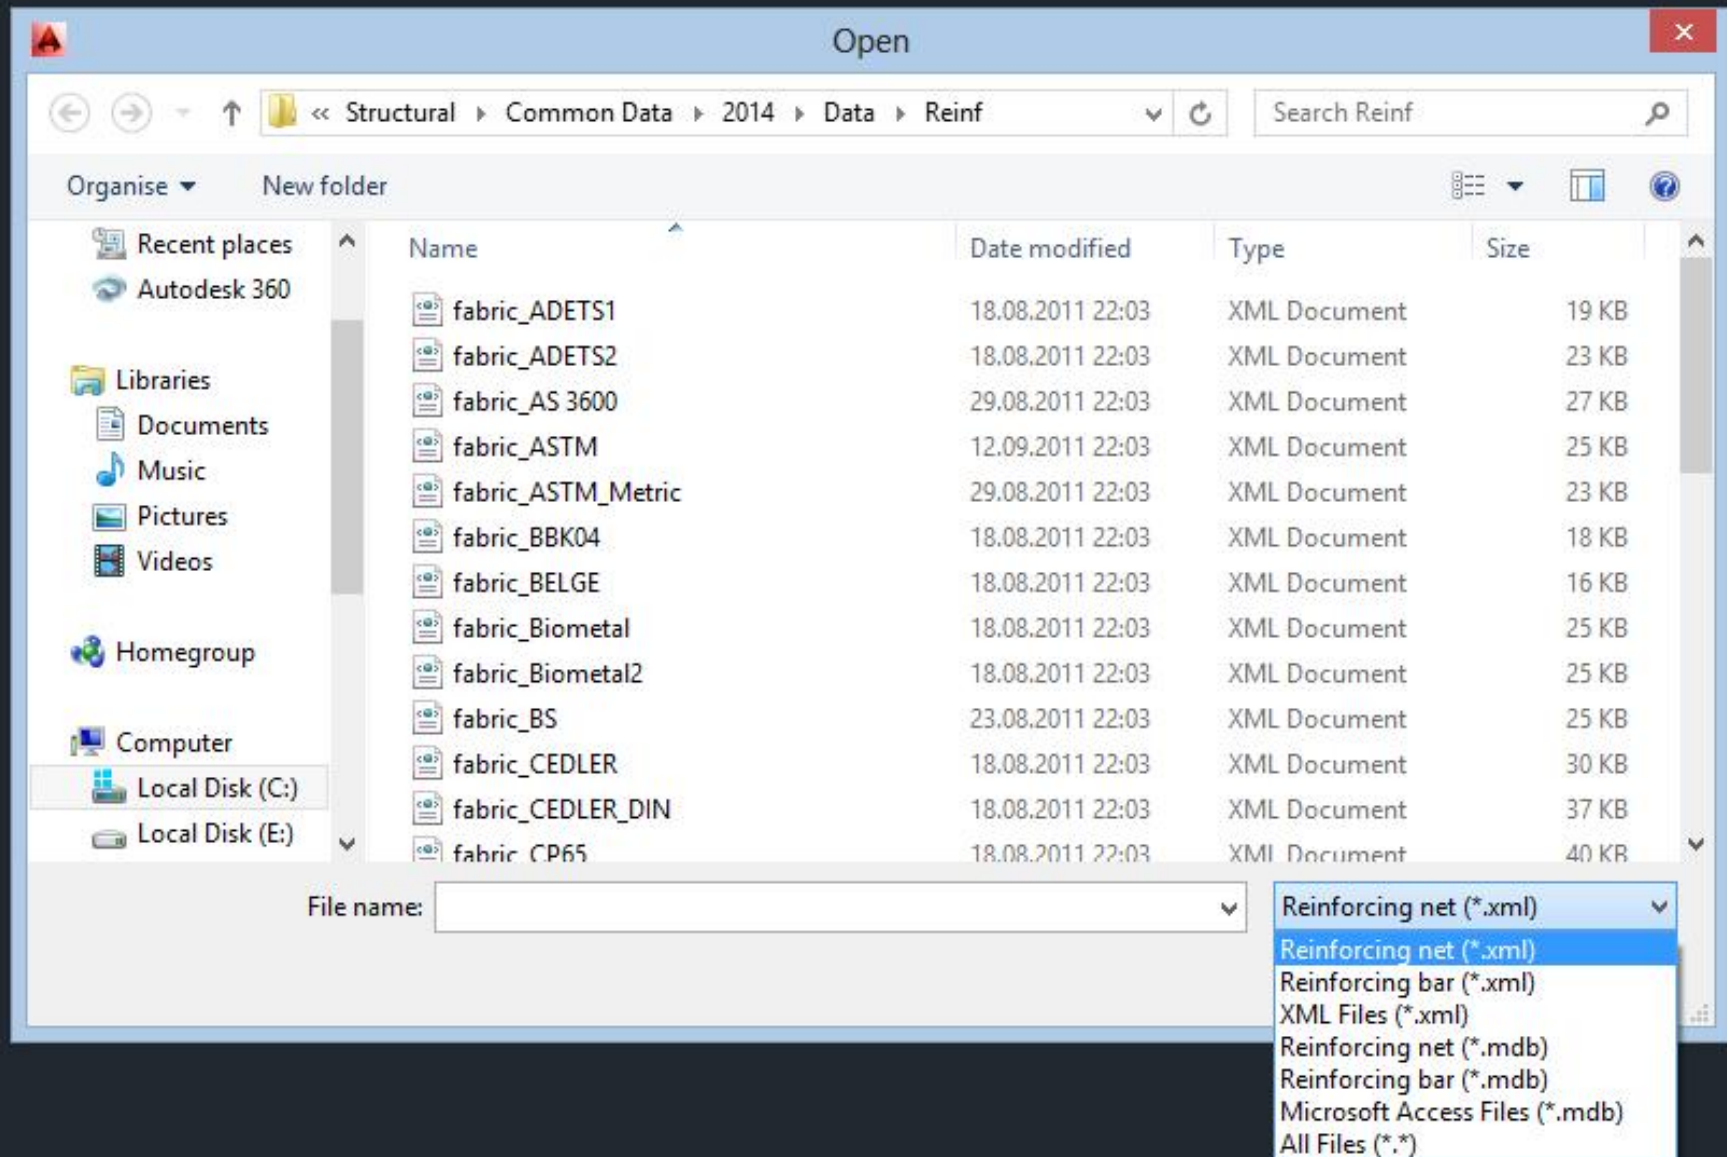 Open
« Structural Common Data 2014 Data Reinf
Search Reinf
Organise New folder
Recent places
Autodesk 360
Libraries
Documents
Music
Pictures
Videos
Homegroup
Computer
Local Disk (C:)
Local Disk (E:)
Name Date modified Type Size
fabric_ADETS1 18.08.2011 22:03 XML Document 19 KB
fabric_ADETS2 18.08.2011 22:03 XML Document 23 KB
fabric_AS 3600 29.08.2011 22:03 XML Document 27 KB
fabric_ASTM 12.09.2011 22:03 XML Document 25 KB
fabric_ASTM_Metric 29.08.2011 22:03 XML Document 23 KB
fabric_BBK04 18.08.2011 22:03 XML Document 18 KB
fabric_BELGE 18.08.2011 22:03 XML Document 16 KB
fabric_Biometal 18.08.2011 22:03 XML Document 25 KB
fabric_Biometal2 18.08.2011 22:03 XML Document 25 KB
fabric_BS 23.08.2011 22:03 XML Document 25 KB
fabric_CEDLER 18.08.2011 22:03 XML Document 30 KB
fabric_CEDLER_DIN 18.08.2011 22:03 XML Document 37 KB
fabric_CP65 18.08.2011 22:03 XML Document 40 KB
File name:
Reinforcing net (*.xml)
Reinforcing net (*.xml)
Reinforcing bar (*.xml)
XML Files (*.xml)
Reinforcing net (*.mdb)
Reinforcing bar (*.mdb)
Microsoft Access Files (*.mdb)
All Files (*.*)